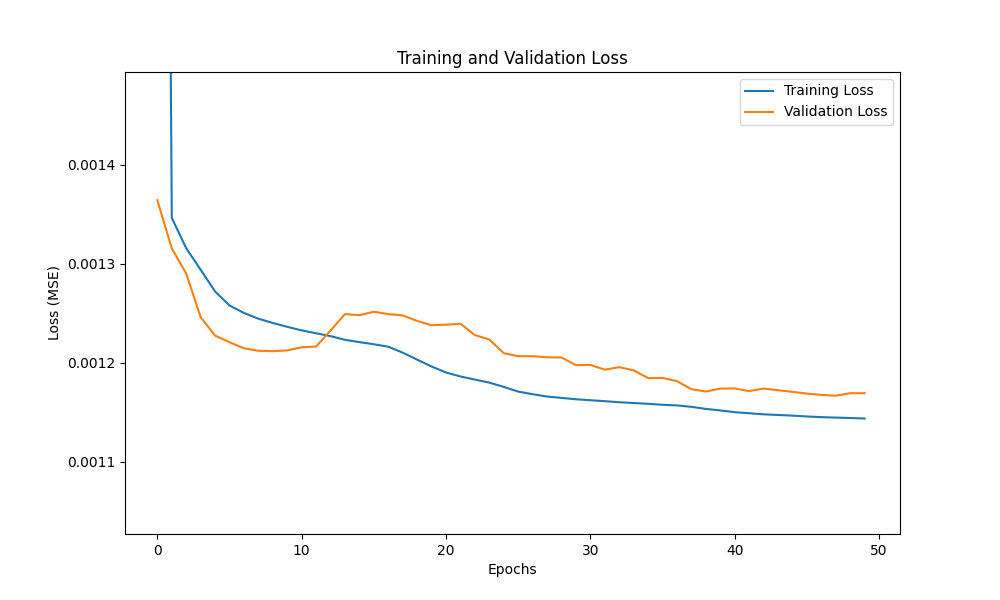 Training and Validation Loss
Training Loss
Validation Loss
0.0014
0.0013
0.0012
0.0011
Loss (MSE)
0 10 20 30 40 50
Epochs